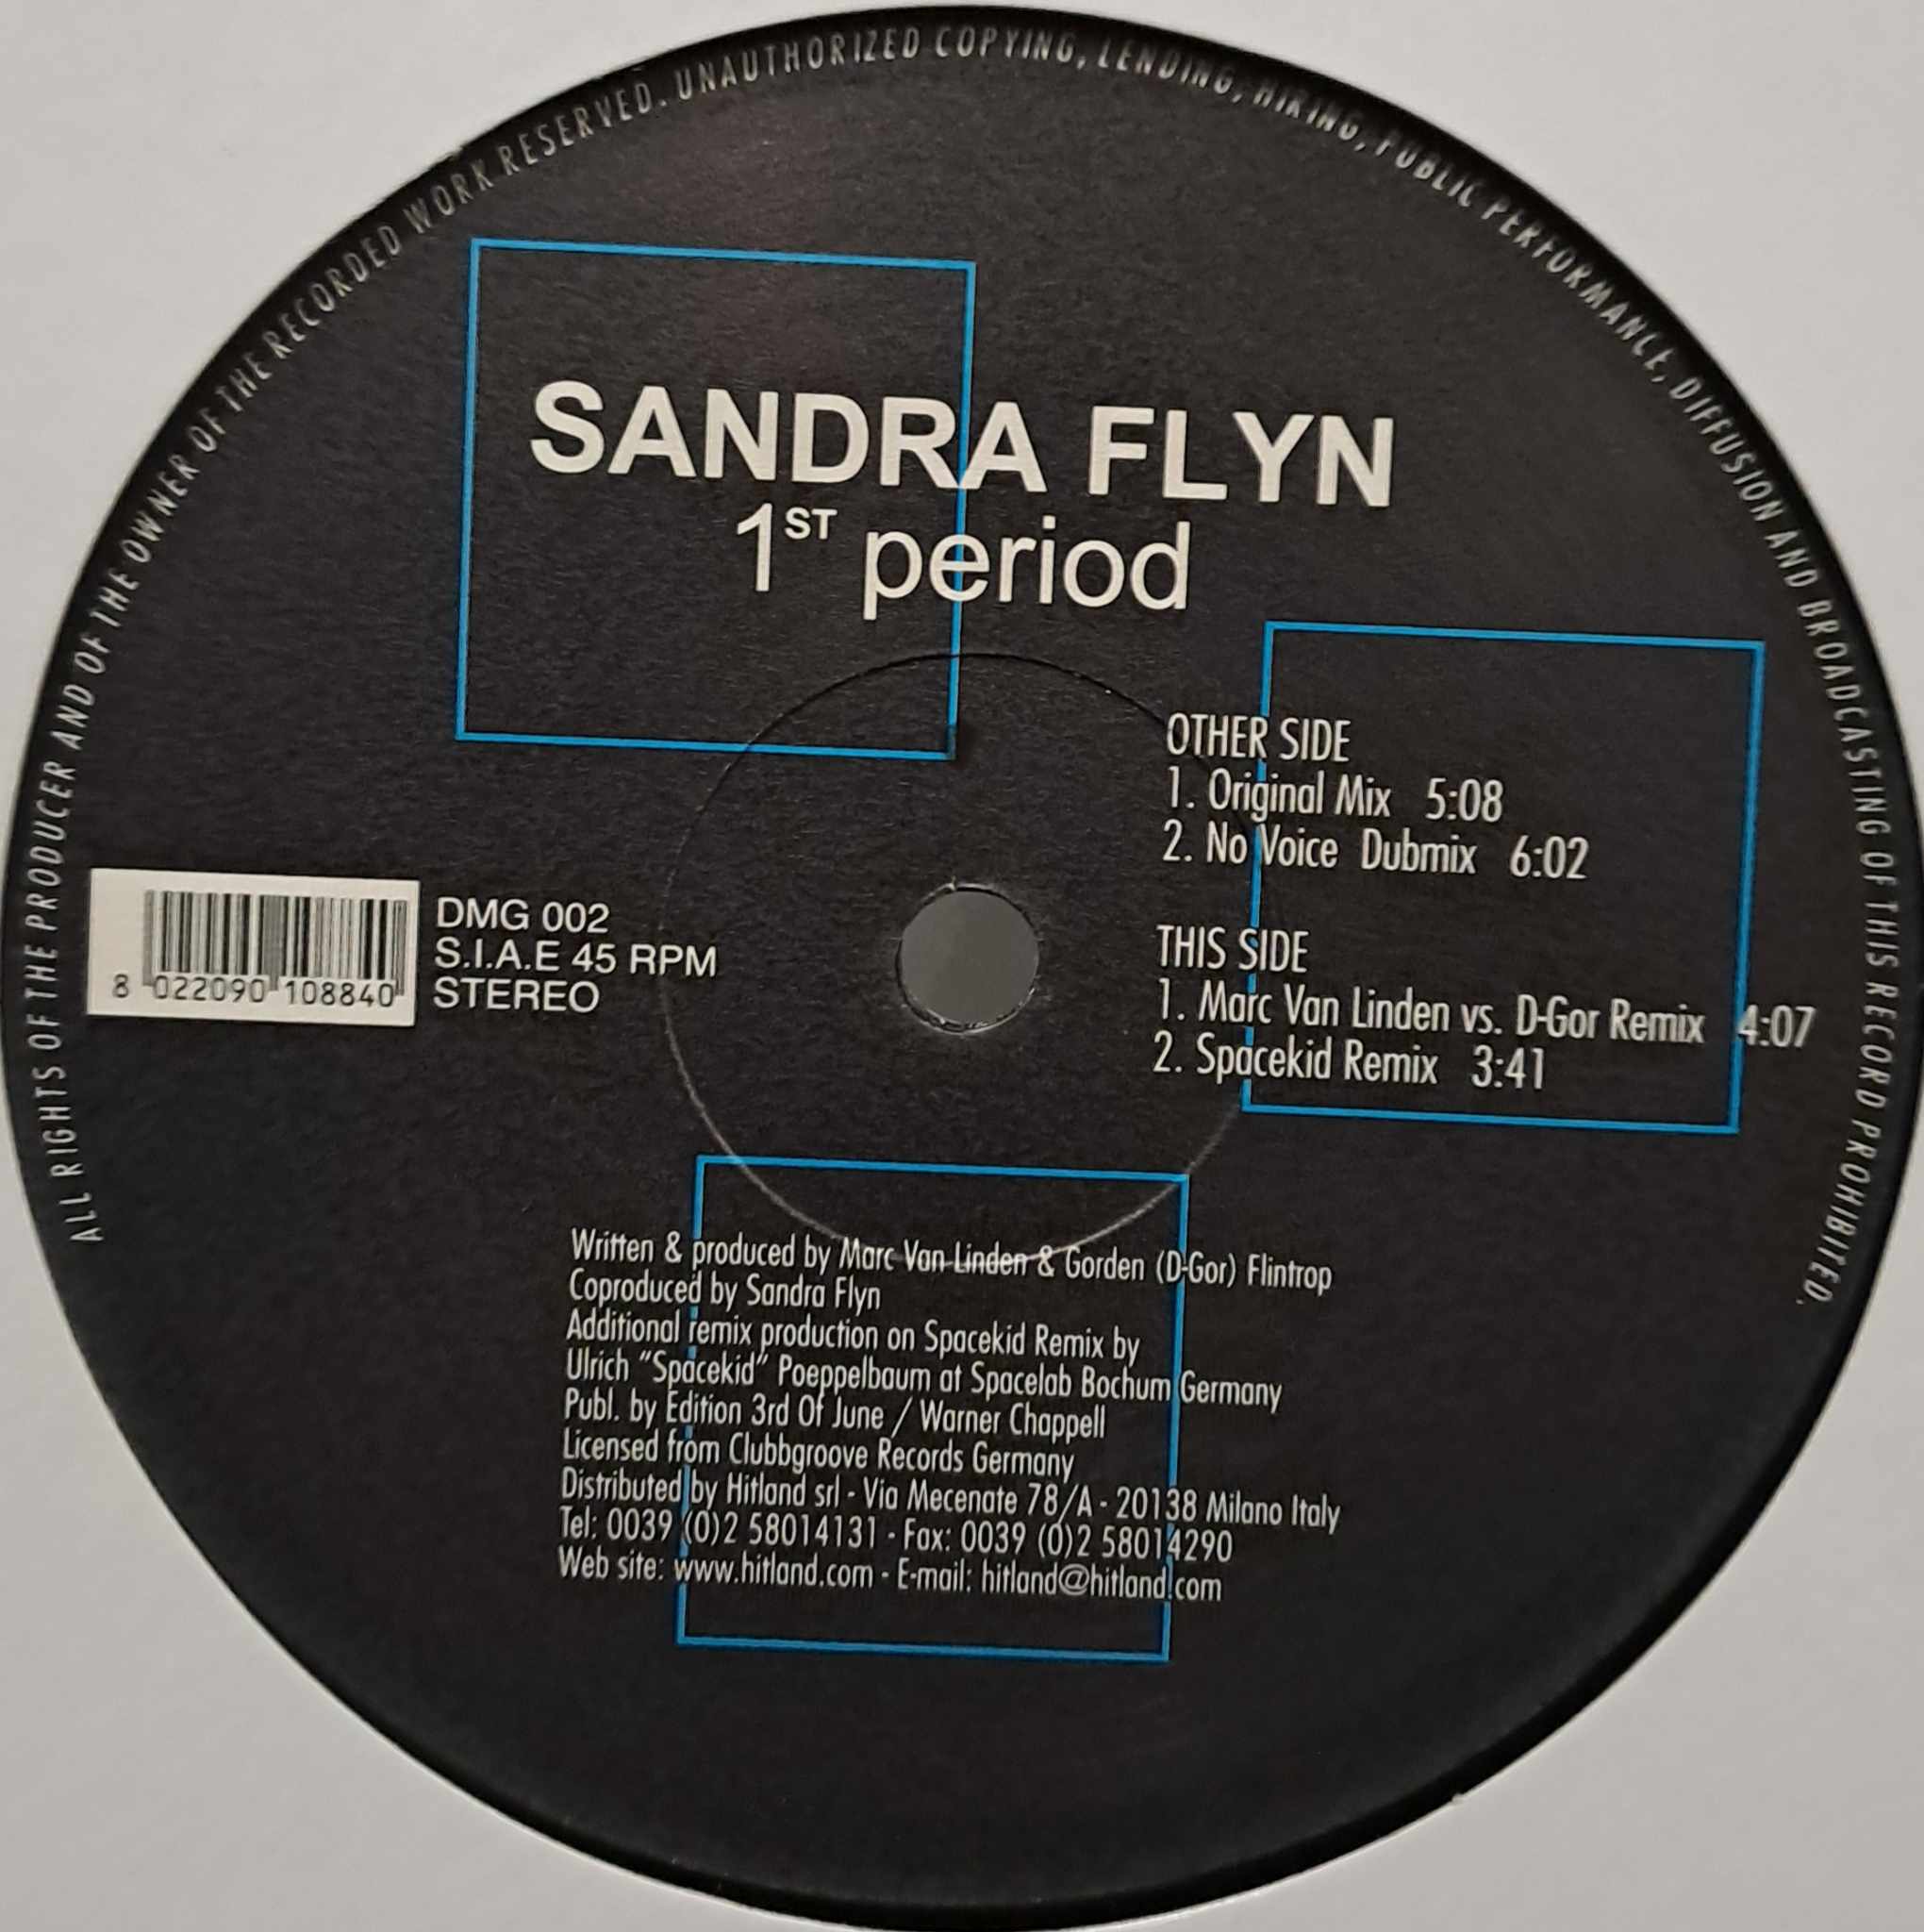 ALL RIGHTS OF THE PRODUCER AND OF THE OWNER OF THE RECORDED WORK RESERVED. UNAUTHORIZED COPYING, LENDING, HIRING, PUBLIC PERFORMANCE, DIFFUSION AND BROADCASTING OF THIS RECORD PROHIBITED.
SANDRA FLYN
1ST period
OTHER SIDE
1. Original Mix 5:08
2. No Voice Dubmix 6:02
THIS SIDE
1. Marc Van Linden vs. D-Gor Remix 4:07
2. Spacekid Remix 3:41
8 022090 108840
DMG 002
S.I.A.E 45 RPM
STEREO
Written & produced by Marc Van Linden & Gorden (D-Gor) Flintrop
Coproduced by Sandra Flyn
Additional remix production on Spacekid Remix by
Ulrich "Spacekid" Poeppelbaum at Spacelab Bochum Germany
Publ. by Edition 3rd Of June / Warner Chappell
Licensed from Clubbgroove Records Germany
Distributed by Hitland srl - Via Mecenate 78/A - 20138 Milano Italy
Tel: 0039 (0)2 58014131 - Fax: 0039 (0)2 58014290
Web site: www.hitland.com - E-mail: hitland@hitland.com